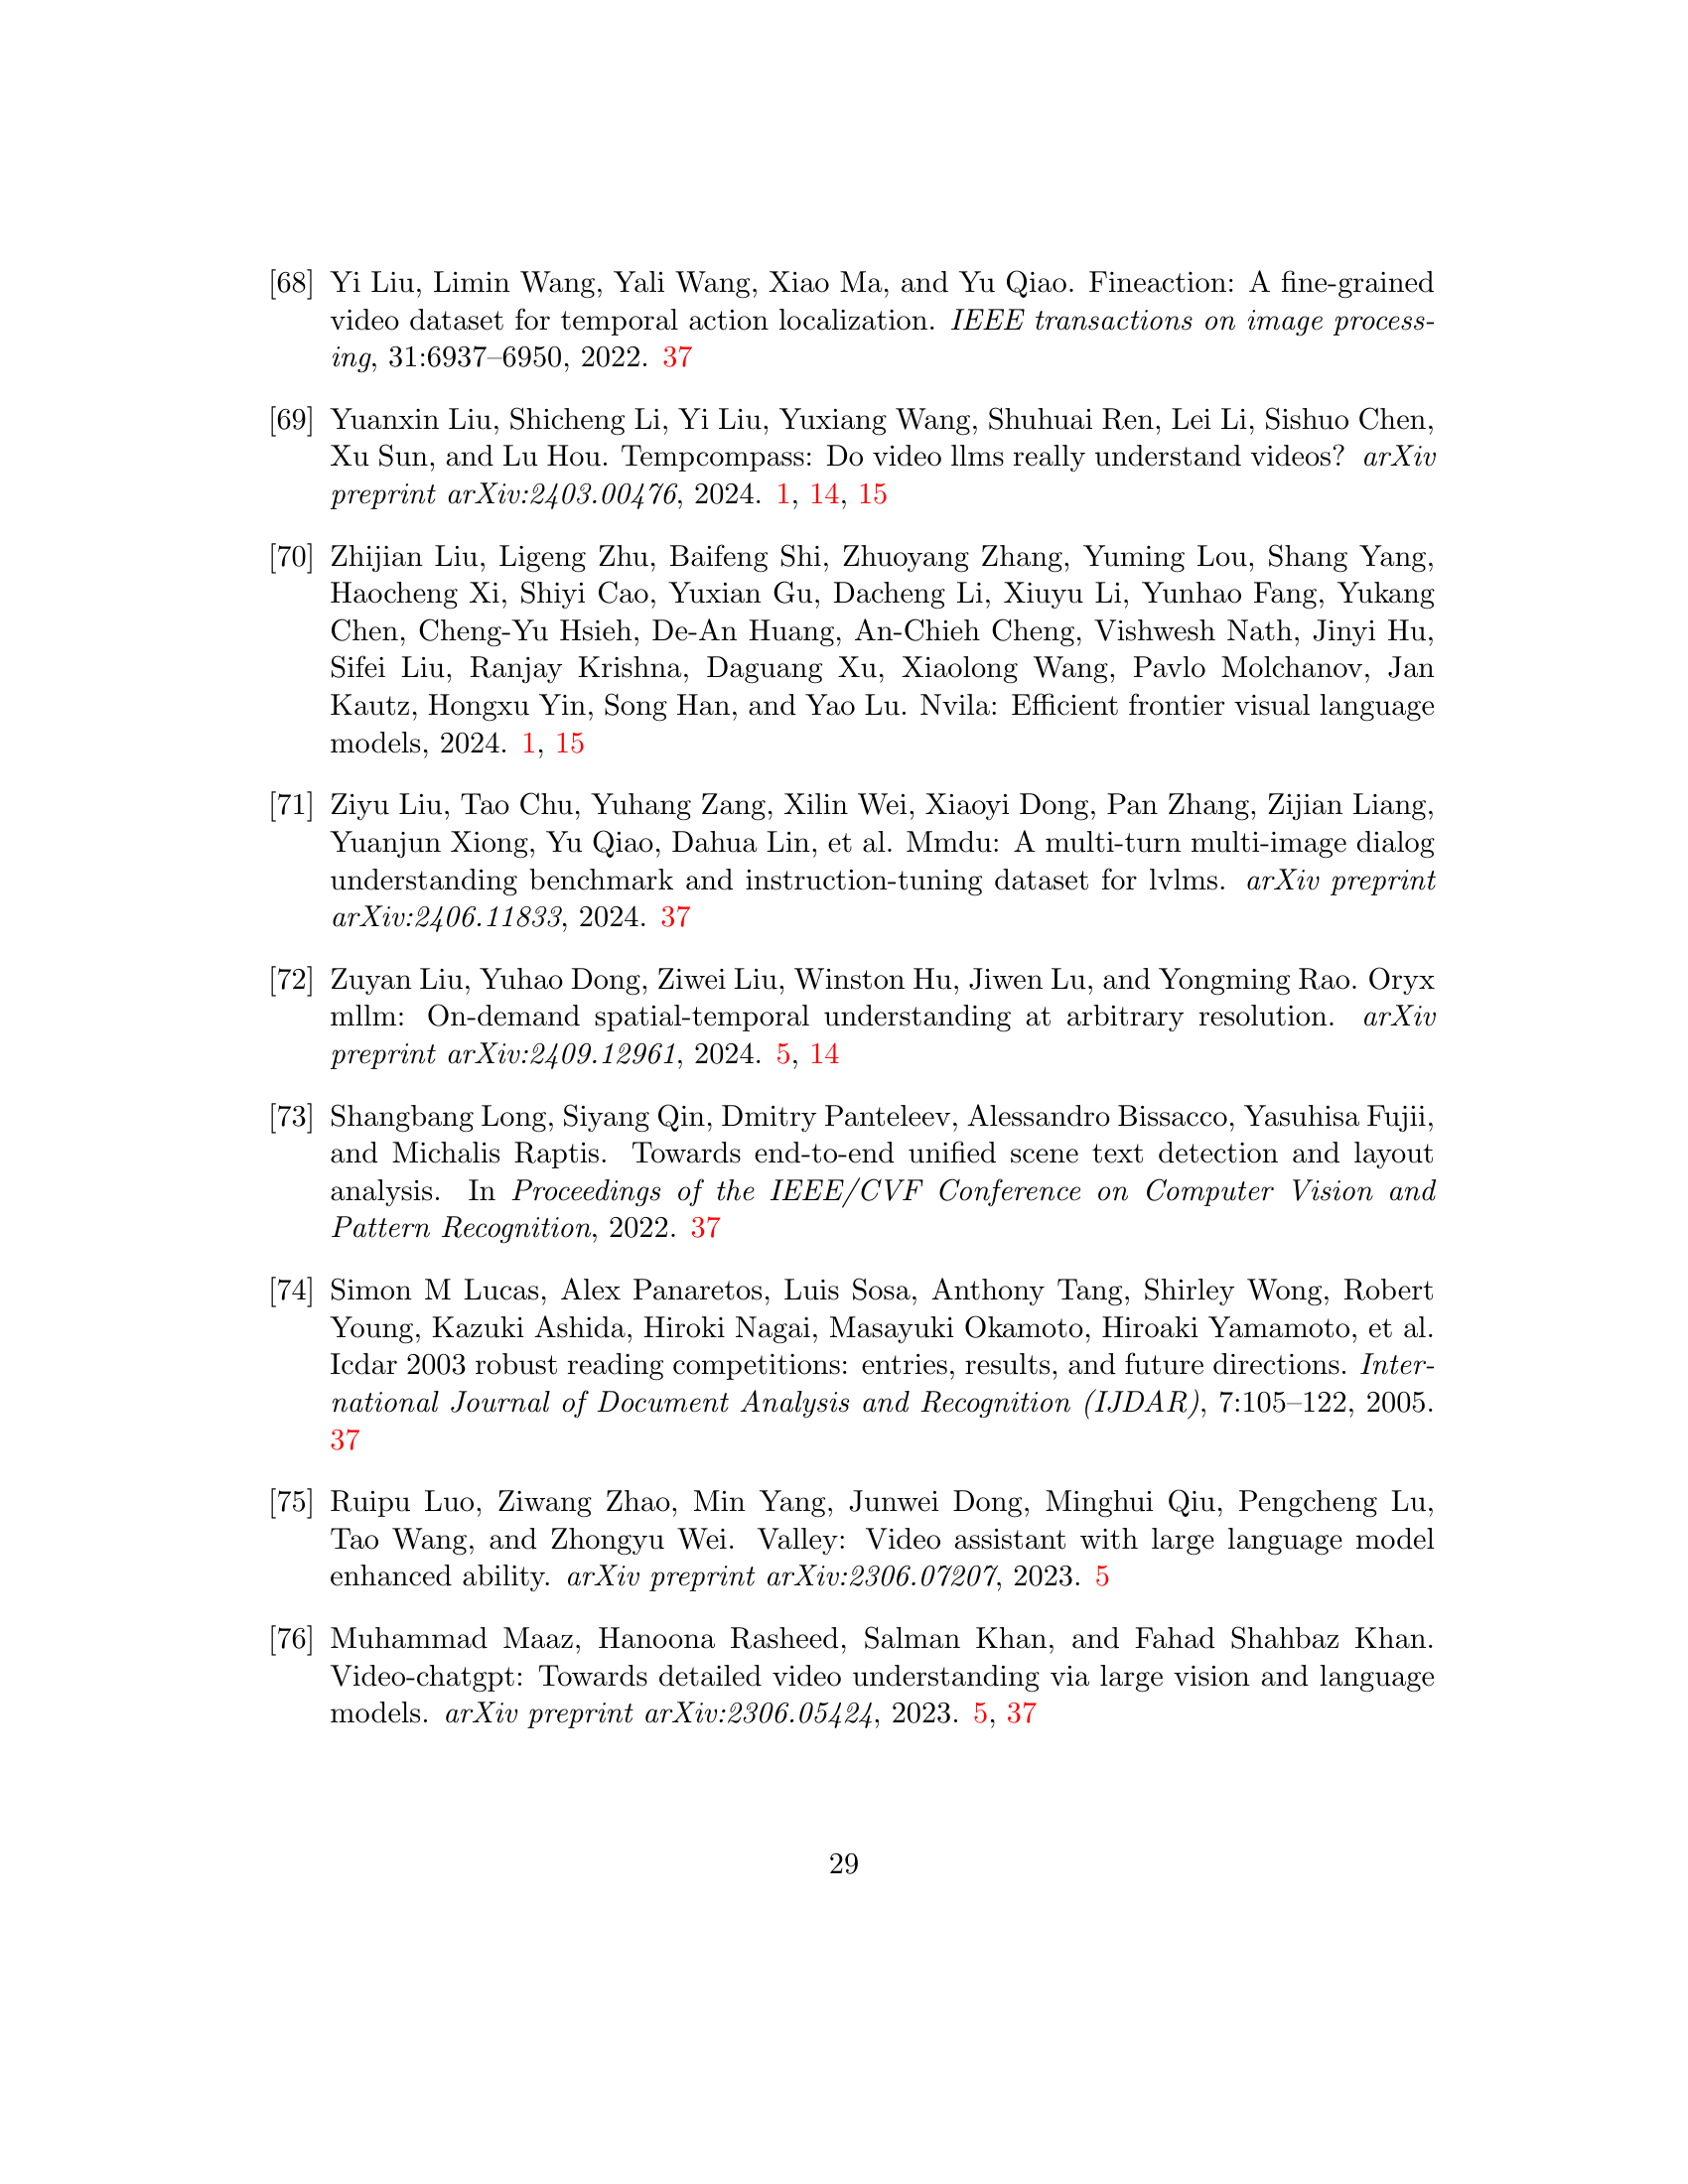 [68] Yi Liu, Limin Wang, Yali Wang, Xiao Ma, and Yu Qiao. Fineaction: A fine-grained
video dataset for temporal action localization. IEEE transactions on image process-
ing, 31:6937–6950, 2022. 37
[69] Yuanxin Liu, Shicheng Li, Yi Liu, Yuxiang Wang, Shuhuai Ren, Lei Li, Sishuo Chen,
Xu Sun, and Lu Hou. Tempcompass: Do video llms really understand videos? arXiv
preprint arXiv:2403.00476, 2024. 1, 14, 15
[70] Zhijian Liu, Ligeng Zhu, Baifeng Shi, Zhuoyang Zhang, Yuming Lou, Shang Yang,
Haocheng Xi, Shiyi Cao, Yuxian Gu, Dacheng Li, Xiuyu Li, Yunhao Fang, Yukang
Chen, Cheng-Yu Hsieh, De-An Huang, An-Chieh Cheng, Vishwesh Nath, Jinyi Hu,
Sifei Liu, Ranjay Krishna, Daguang Xu, Xiaolong Wang, Pavlo Molchanov, Jan
Kautz, Hongxu Yin, Song Han, and Yao Lu. Nvila: Efficient frontier visual language
models, 2024. 1, 15
[71] Ziyu Liu, Tao Chu, Yuhang Zang, Xilin Wei, Xiaoyi Dong, Pan Zhang, Zijian Liang,
Yuanjun Xiong, Yu Qiao, Dahua Lin, et al. Mmdu: A multi-turn multi-image dialog
understanding benchmark and instruction-tuning dataset for lvlms. arXiv preprint
arXiv:2406.11833, 2024. 37
[72] Zuyan Liu, Yuhao Dong, Ziwei Liu, Winston Hu, Jiwen Lu, and Yongming Rao. Oryx
mllm: On-demand spatial-temporal understanding at arbitrary resolution. arXiv
preprint arXiv:2409.12961, 2024. 5, 14
[73] Shangbang Long, Siyang Qin, Dmitry Panteleev, Alessandro Bissacco, Yasuhisa Fujii,
and Michalis Raptis. Towards end-to-end unified scene text detection and layout
analysis. In Proceedings of the IEEE/CVF Conference on Computer Vision and
Pattern Recognition, 2022. 37
[74] Simon M Lucas, Alex Panaretos, Luis Sosa, Anthony Tang, Shirley Wong, Robert
Young, Kazuki Ashida, Hiroki Nagai, Masayuki Okamoto, Hiroaki Yamamoto, et al.
Icdar 2003 robust reading competitions: entries, results, and future directions. Inter-
national Journal of Document Analysis and Recognition (IJDAR), 7:105–122, 2005.
37
[75] Ruipu Luo, Ziwang Zhao, Min Yang, Junwei Dong, Minghui Qiu, Pengcheng Lu,
Tao Wang, and Zhongyu Wei. Valley: Video assistant with large language model
enhanced ability. arXiv preprint arXiv:2306.07207, 2023. 5
[76] Muhammad Maaz, Hanoona Rasheed, Salman Khan, and Fahad Shahbaz Khan.
Video-chatgpt: Towards detailed video understanding via large vision and language
models. arXiv preprint arXiv:2306.05424, 2023. 5, 37
29